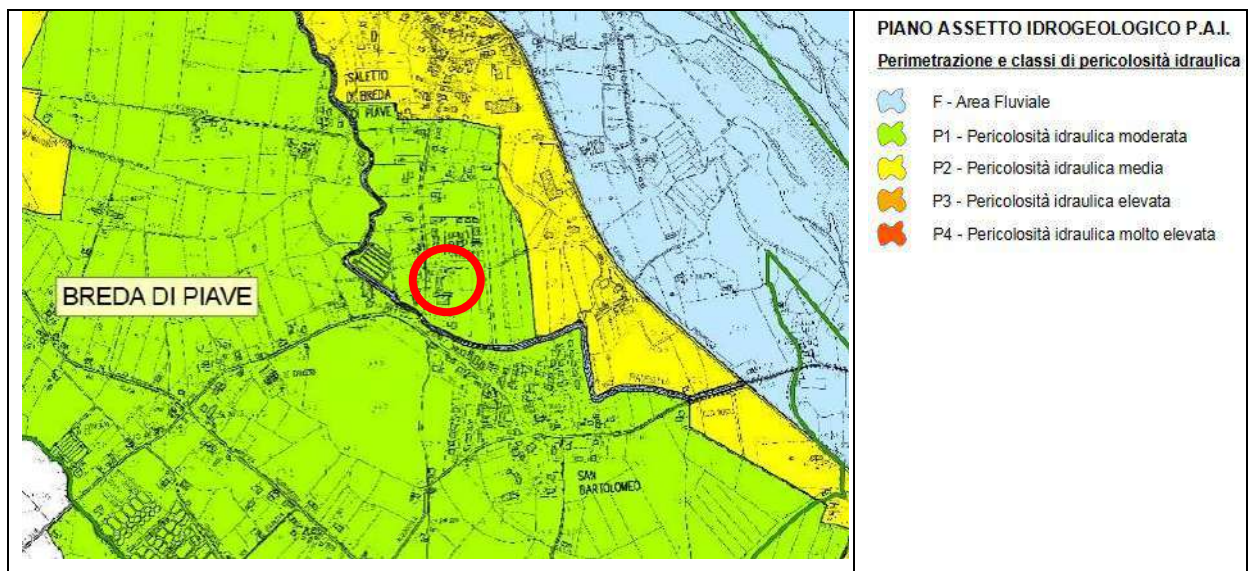 SALETTO
DI BREDA
DI PIAVE
BREDA DI PIAVE
SAN
BARTOLOMEO
PIANO ASSETTO IDROGEOLOGICO P.A.I.
Perimetrazione e classi di pericolosità idraulica
F - Area Fluviale
P1 - Pericolosità idraulica moderata
P2 - Pericolosità idraulica media
P3 - Pericolosità idraulica elevata
P4 - Pericolosità idraulica molto elevata